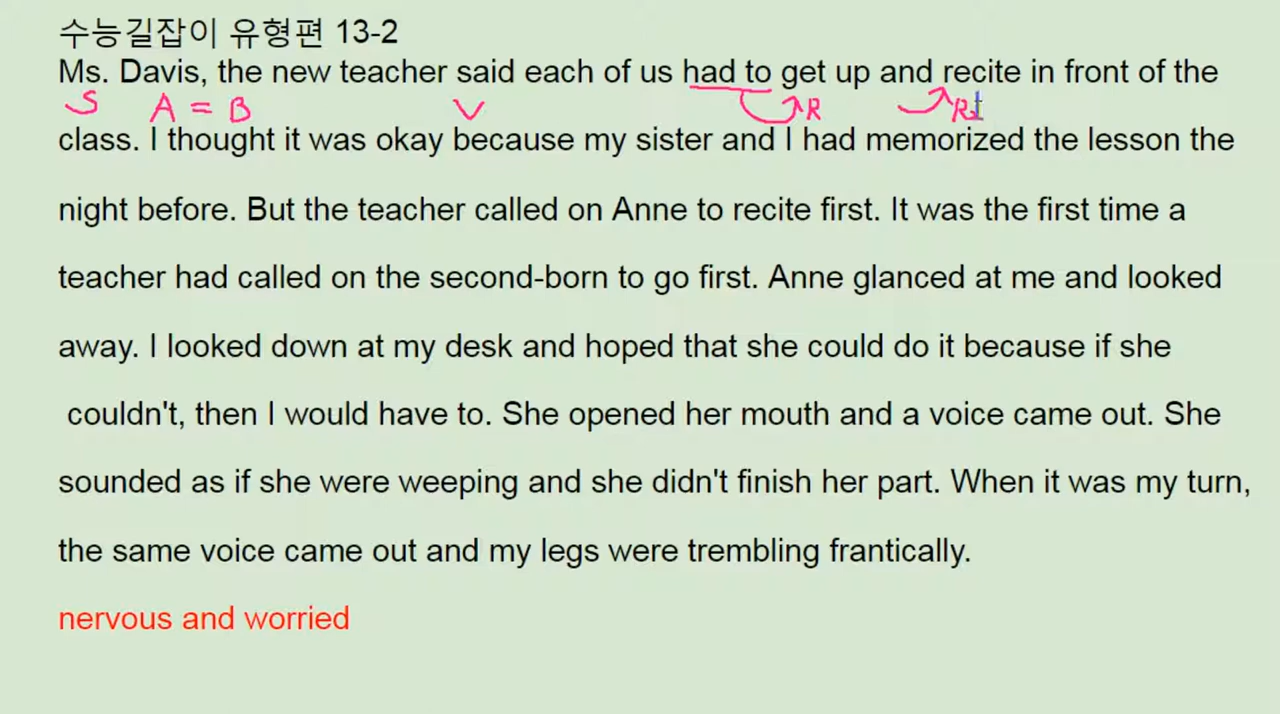 수능길잡이 유형편 13-2
Ms. Davis, the new teacher said each of us had to get up and recite in front of the
S A = B V R R
class. I thought it was okay because my sister and I had memorized the lesson the
night before. But the teacher called on Anne to recite first. It was the first time a
teacher had called on the second-born to go first. Anne glanced at me and looked
away. I looked down at my desk and hoped that she could do it because if she
couldn't, then I would have to. She opened her mouth and a voice came out. She
sounded as if she were weeping and she didn't finish her part. When it was my turn,
the same voice came out and my legs were trembling frantically.
nervous and worried